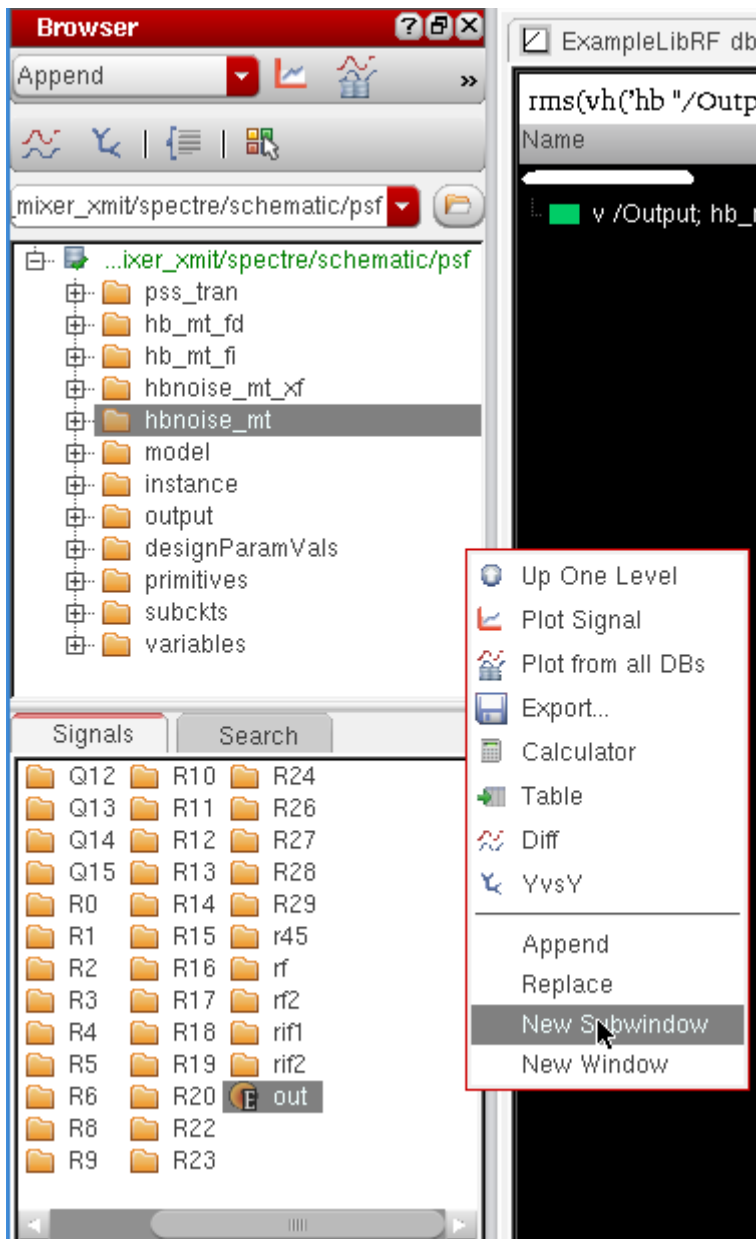 Browser
Append
»
_mixer_xmit/spectre/schematic/psf
...ixer_xmit/spectre/schematic/psf
pss_tran
hb_mt_fd
hb_mt_fi
hbnoise_mt_xf
hbnoise_mt
model
instance
output
designParamVals
primitives
subckts
variables
Signals Search
Q12 R10 R24
Q13 R11 R26
Q14 R12 R27
Q15 R13 R28
R0 R14 R29
R1 R15 r45
R2 R16 rf
R3 R17 rf2
R4 R18 rif1
R5 R19 rif2
R6 R20 out
R8 R22
R9 R23
ExampleLibRF db
rms(vh('hb "/Outp
Name
v /Output; hb_
Up One Level
Plot Signal
Plot from all DBs
Export...
Calculator
Table
Diff
YvsY
Append
Replace
New Subwindow
New Window